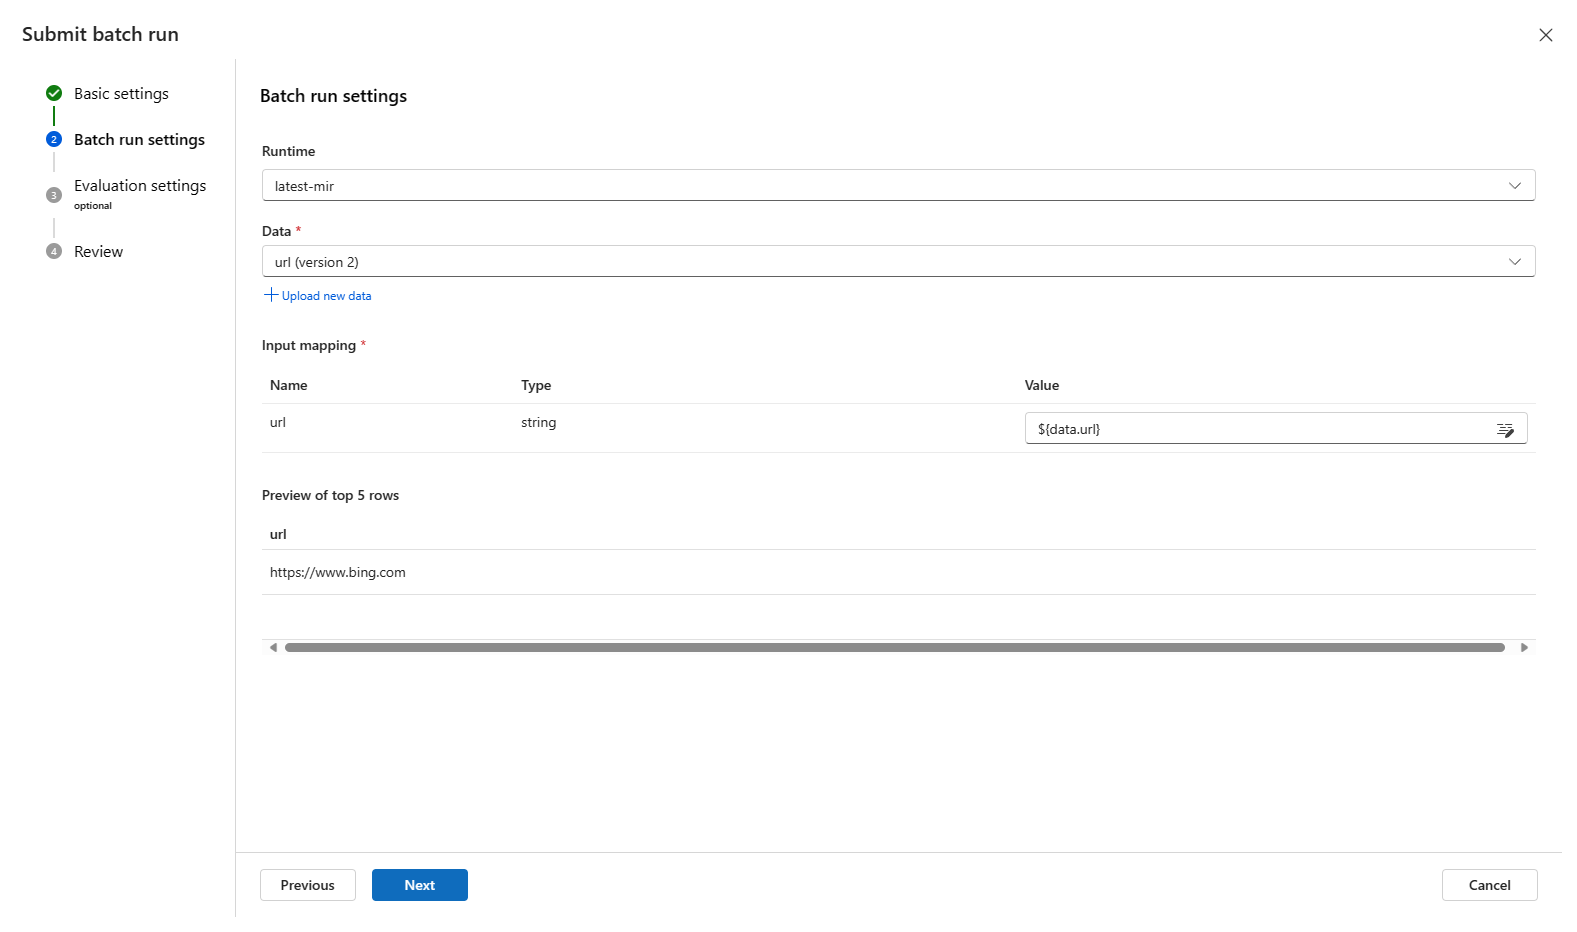 Submit batch run
Basic settings
2 Batch run settings
3 Evaluation settings
optional
4 Review
Batch run settings
Runtime
latest-mir
Data *
url (version 2)
Upload new data
Input mapping *
Name Type Value
url string ${data.url}
Preview of top 5 rows
url
https://www.bing.com
Previous Next Cancel